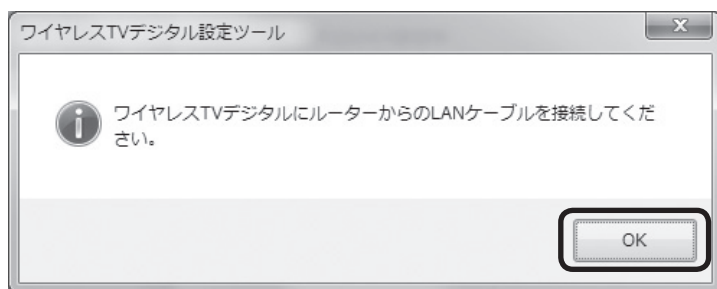 ワイヤレスTVデジタル設定ツール
ワイヤレスTVデジタルにルーターからのLANケーブルを接続してくだ
さい。
OK